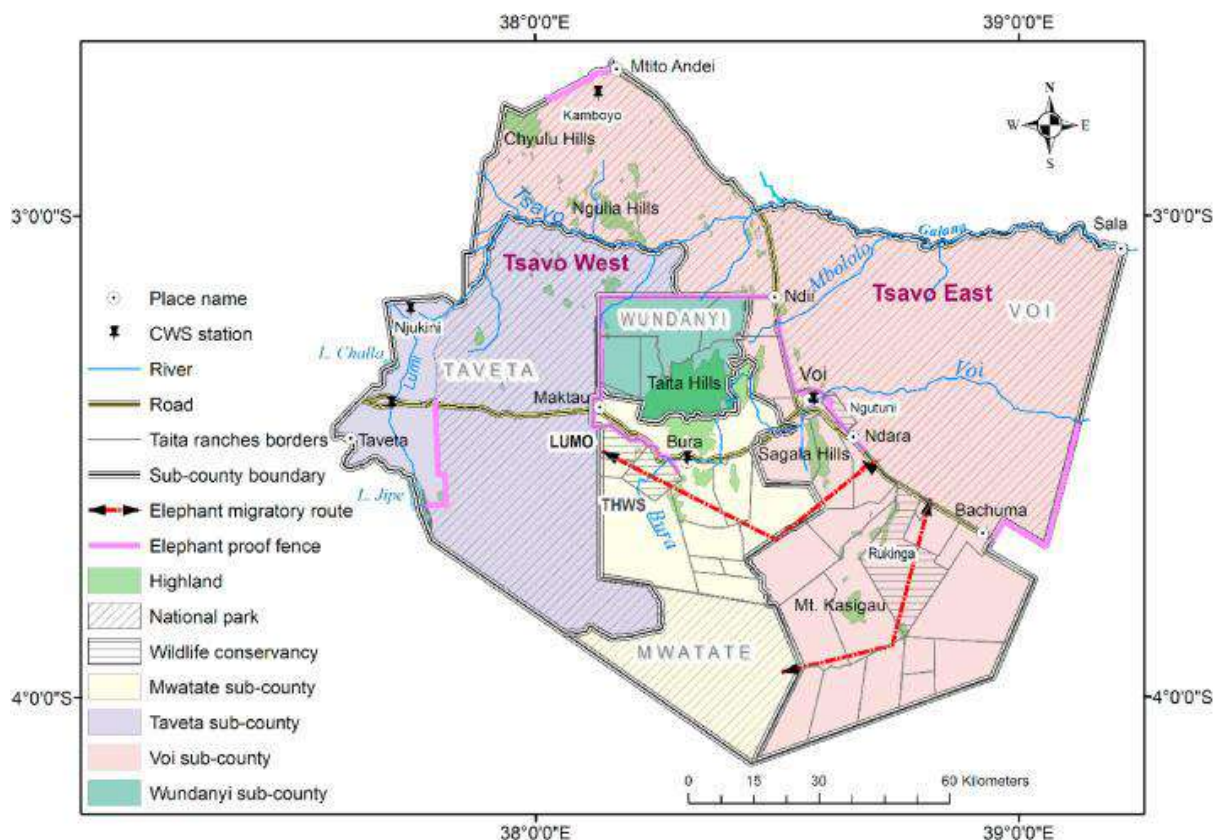 38°0'0"E
39°0'0"E
Mtito Andei
N
W
E
S
Kamboyo
Chyulu Hills
3°0'0"S
3°0'0"S
Tsavo
Ngulia Hills
Galana
Sala
Tsavo West
Mbololo
Tsavo East
Place name
Ndii
VOI
CWS station
Njukini
WUNDANYI
River
L. Challa
Lumi
TAVETA
Taita Hills
Voi
Voi
Road
Maktau
Ngutuni
Taita ranches borders
Taveta
LUMO
Bura
Ndara
Sub-county boundary
Sagala Hills
L. Jipe
THWS
Elephant migratory route
Bura
Bachuma
Elephant proof fence
Rukinga
Highland
Mt. Kasigau
National park
Wildlife conservancy
MWATATE
Mwatate sub-county
4°0'0"S
4°0'0"S
Taveta sub-county
Voi sub-county
0 15 30 60 Kilometers
Wundanyi sub-county
38°0'0"E
39°0'0"E